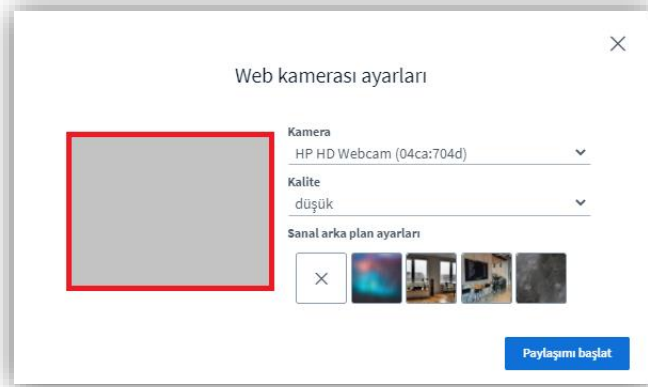 Web kamerası ayarları
Kamera
HP HD Webcam (04ca:704d)
Kalite
düşük
Sanal arka plan ayarları
Paylaşımı başlat